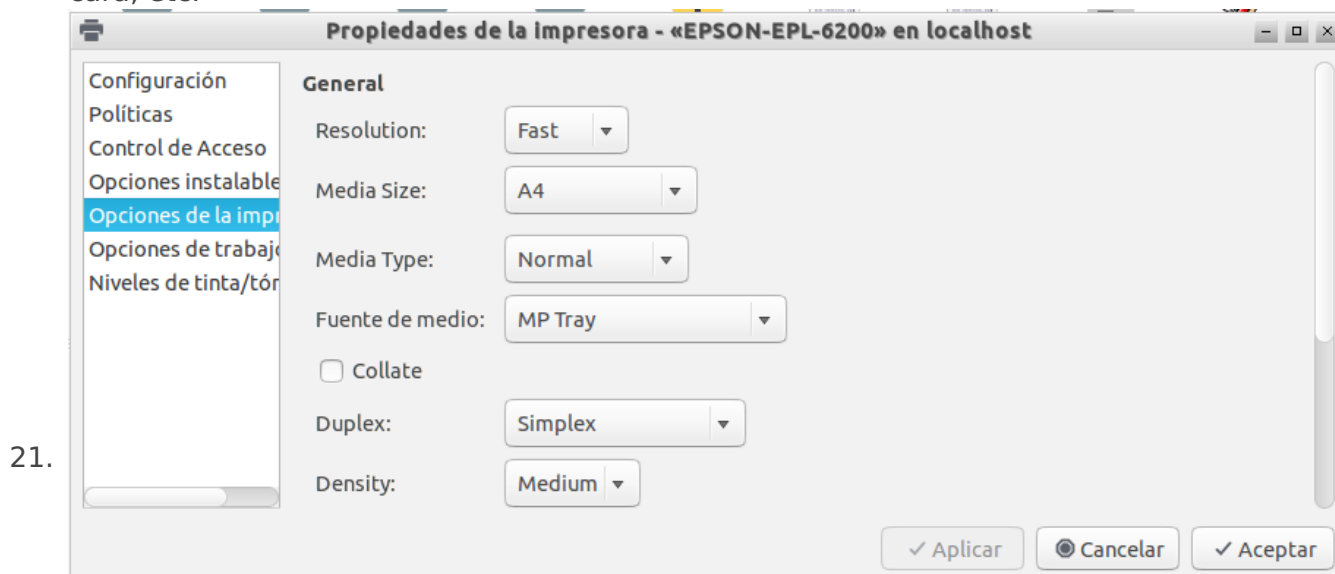 Propiedades de la impresora - «EPSON-EPL-6200» en localhost
Configuración
Políticas
Control de Acceso
Opciones instalable
Opciones de la impr
Opciones de trabajo
Niveles de tinta/tór
General
Resolution: Fast
Media Size: A4
Media Type: Normal
Fuente de medio: MP Tray
Collate
Duplex: Simplex
Density: Medium
21.
Aplicar Cancelar Aceptar